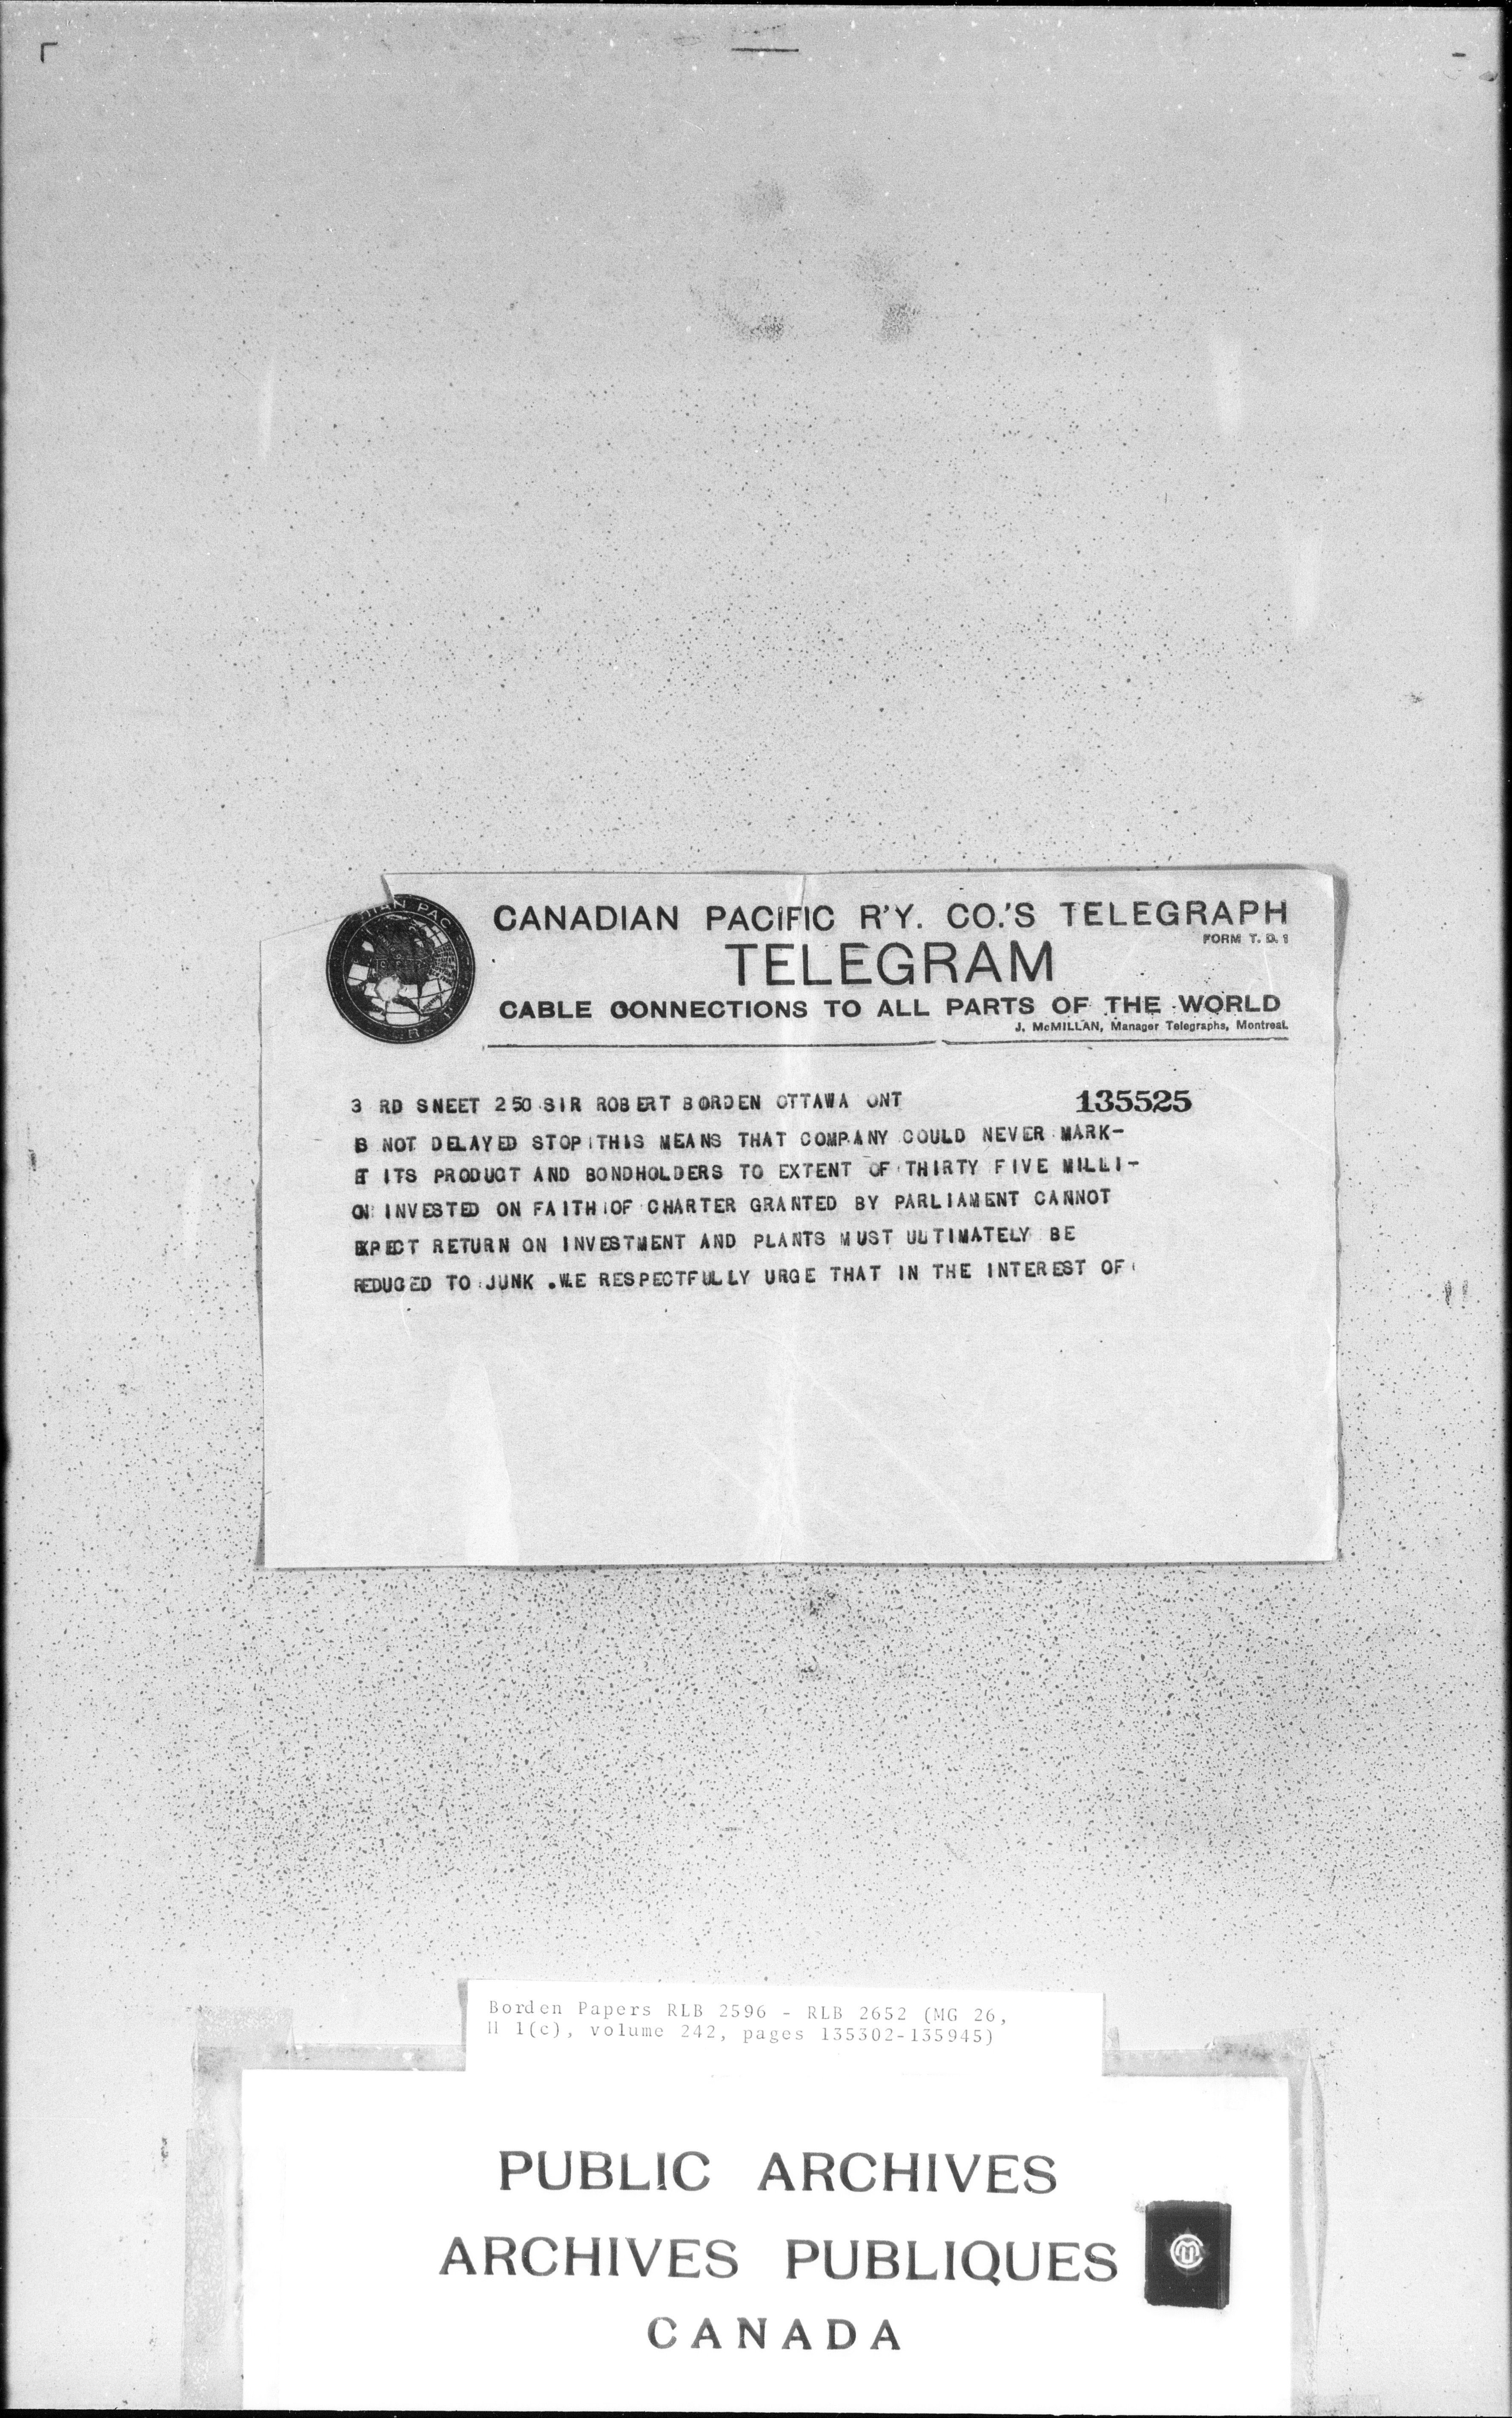 CANADIAN PACIFIC R'Y. CO.'S TELEGRAPH
FORM T. D. 1
TELEGRAM
CABLE CONNECTIONS TO ALL PARTS OF THE WORLD
J. McMILLAN, Manager Telegraphs, Montreal.
3 RD SNEET 250 SIR ROBERT BORDEN OTTAWA ONT 135525
B NOT DELAYED STOP THIS MEANS THAT COMPANY COULD NEVER MARK-
ET ITS PRODUCT AND BONDHOLDERS TO EXTENT OF THIRTY FIVE MILLI-
ON INVESTED ON FAITH OF CHARTER GRANTED BY PARLIAMENT CANNOT
EXPECT RETURN ON INVESTMENT AND PLANTS MUST ULTIMATELY BE
REDUCED TO JUNK .WE RESPECTFULLY URGE THAT IN THE INTEREST OF
Borden Papers RLB 2596 - RLB 2652 (MG 26,
H 1(c), volume 242, pages 135302-135945)
PUBLIC ARCHIVES
ARCHIVES PUBLIQUES
CANADA